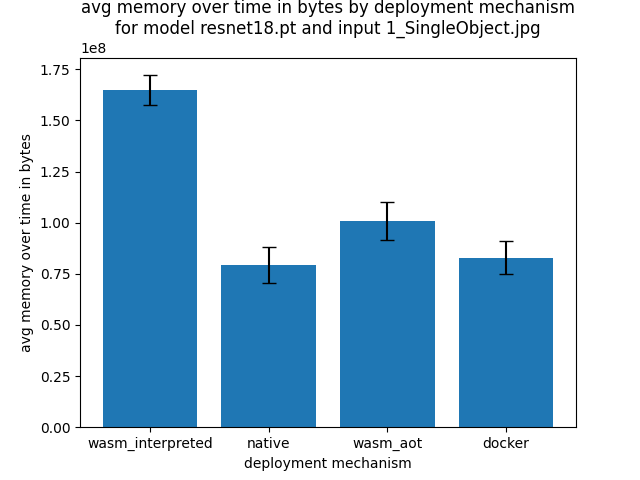 avg memory over time in bytes by deployment mechanism
for model resnet18.pt and input 1_SingleObject.jpg
1e8
1.75
1.50
1.25
1.00
0.75
0.50
0.25
0.00
avg memory over time in bytes
wasm_interpreted native wasm_aot docker
deployment mechanism